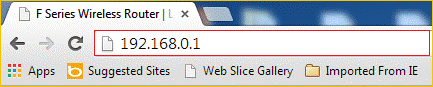 F Series Wireless Router | L
192.168.0.1
Apps Suggested Sites Web Slice Gallery Imported From IE